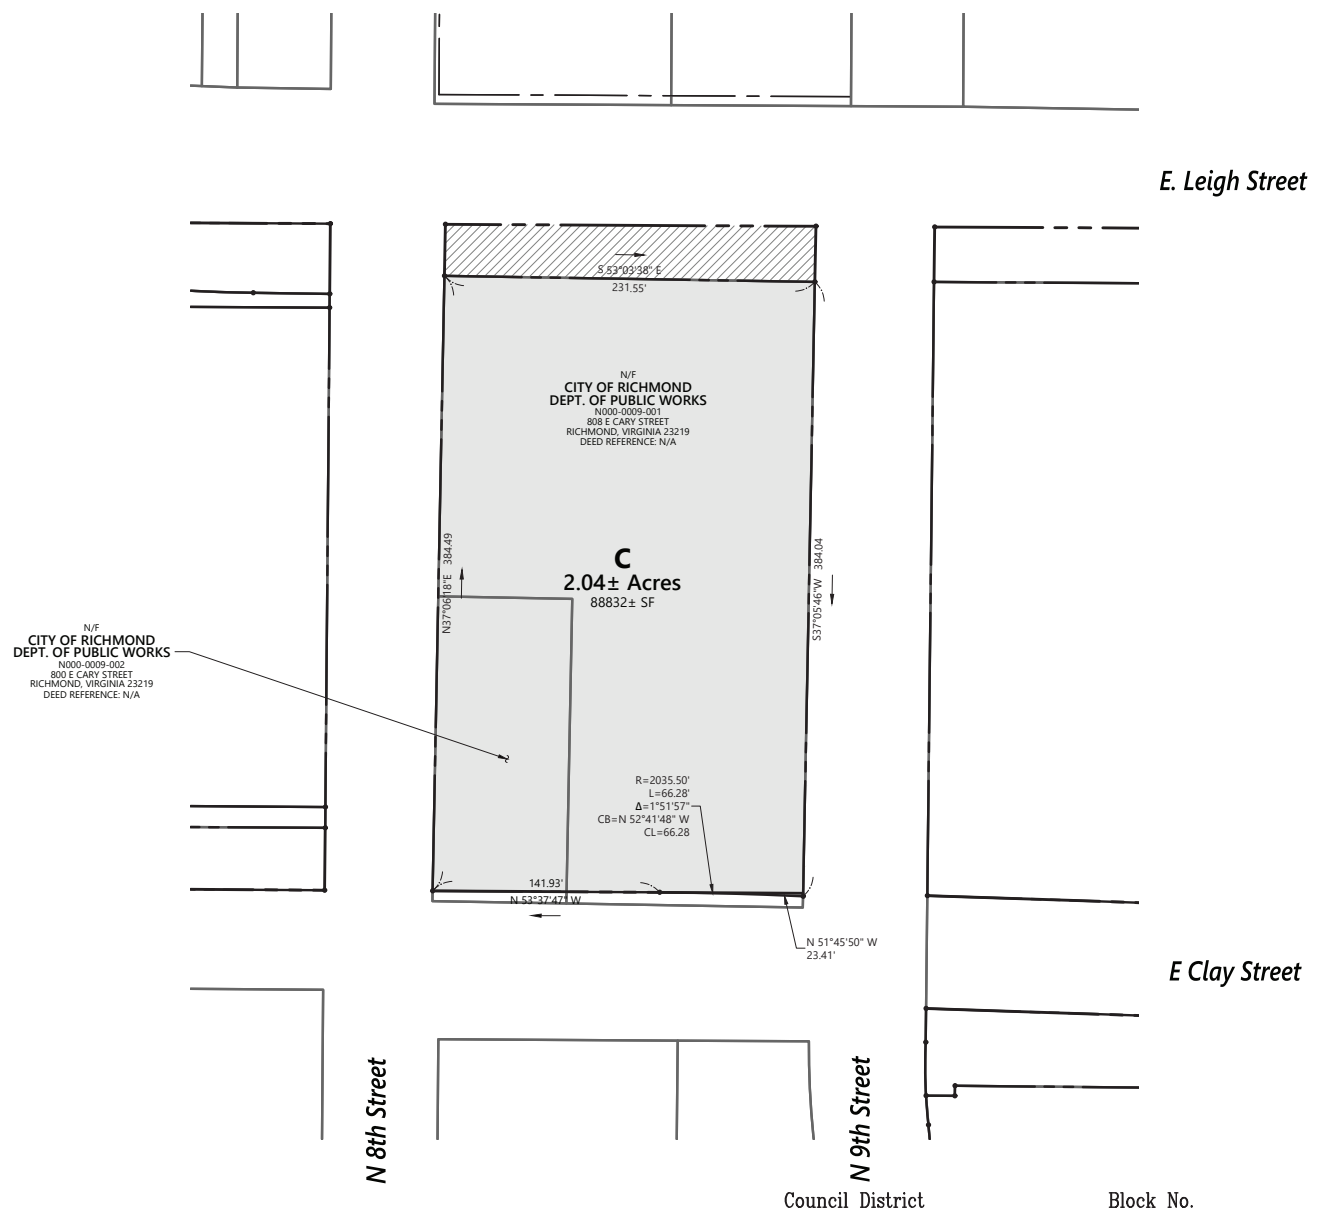 E. Leigh Street
S 53°03'38" E
231.55'
N/F
CITY OF RICHMOND
DEPT. OF PUBLIC WORKS
N000-0009-001
808 E CARY STREET
RICHMOND, VIRGINIA 23219
DEED REFERENCE: N/A
N37°06'18"E 384.49
S37°05'46"W 384.04
C
2.04± Acres
88832± SF
N/F
CITY OF RICHMOND
DEPT. OF PUBLIC WORKS
N000-0009-002
800 E CARY STREET
RICHMOND, VIRGINIA 23219
DEED REFERENCE: N/A
R=2035.50'
L=66.28'
Δ=1°51'57"
CB=N 52°41'48" W
CL=66.28
141.93'
N 53°37'47" W
N 51°45'50" W
23.41'
E Clay Street
N 8th Street
N 9th Street
Council District Block No.